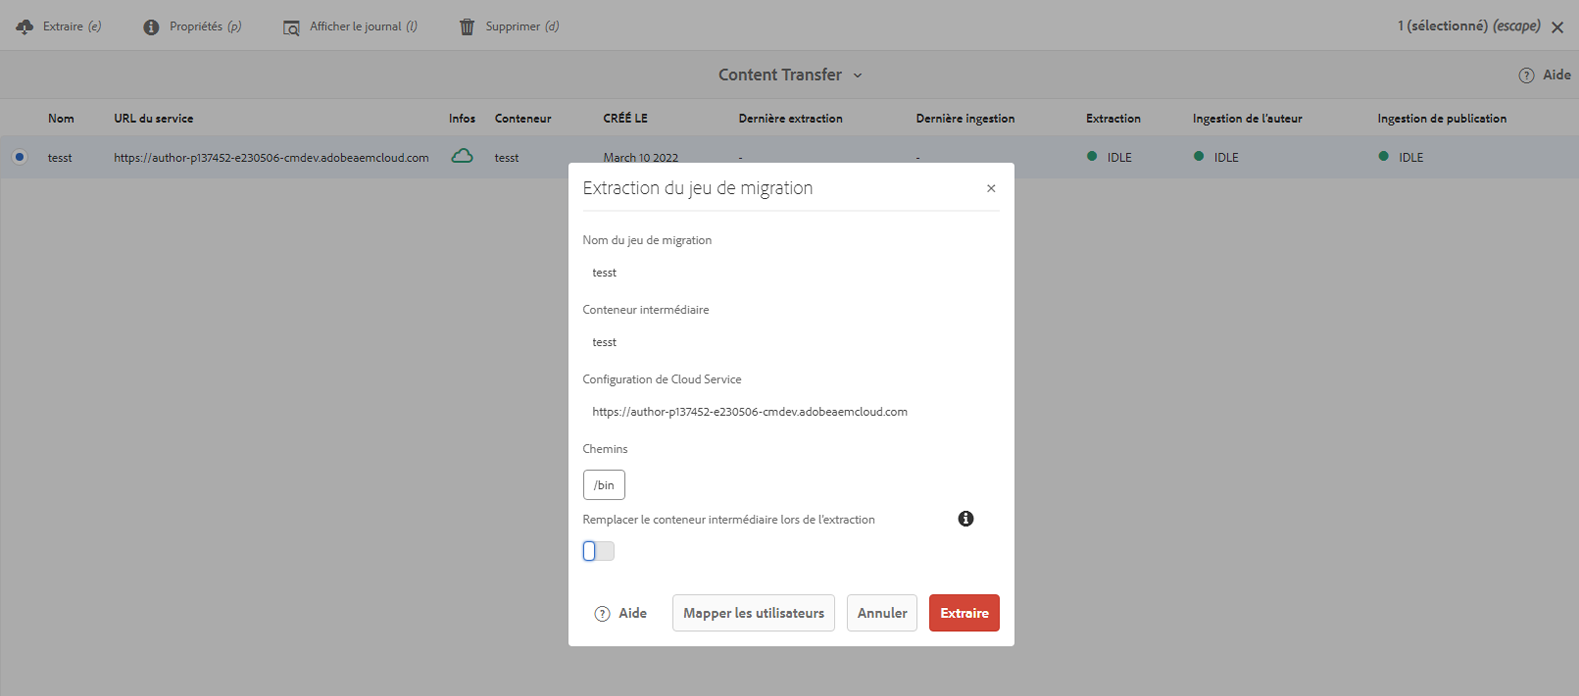 Extraire (e) Propriétés (p) Afficher le journal (l) Supprimer (d) 1 (sélectionné) (escape)
Content Transfer Aide
Nom URL du service Infos Conteneur CRÉÉ LE Dernière extraction Dernière ingestion Extraction Ingestion de l'auteur Ingestion de publication
tesst https://author-p137452-e230506-cmdev.adobeaemcloud.com tesst March 10 2022 - - IDLE IDLE IDLE
Extraction du jeu de migration
Nom du jeu de migration
tesst
Conteneur intermédiaire
tesst
Configuration de Cloud Service
https://author-p137452-e230506-cmdev.adobeaemcloud.com
Chemins
/bin
Remplacer le conteneur intermédiaire lors de l'extraction
Aide Mapper les utilisateurs Annuler Extraire